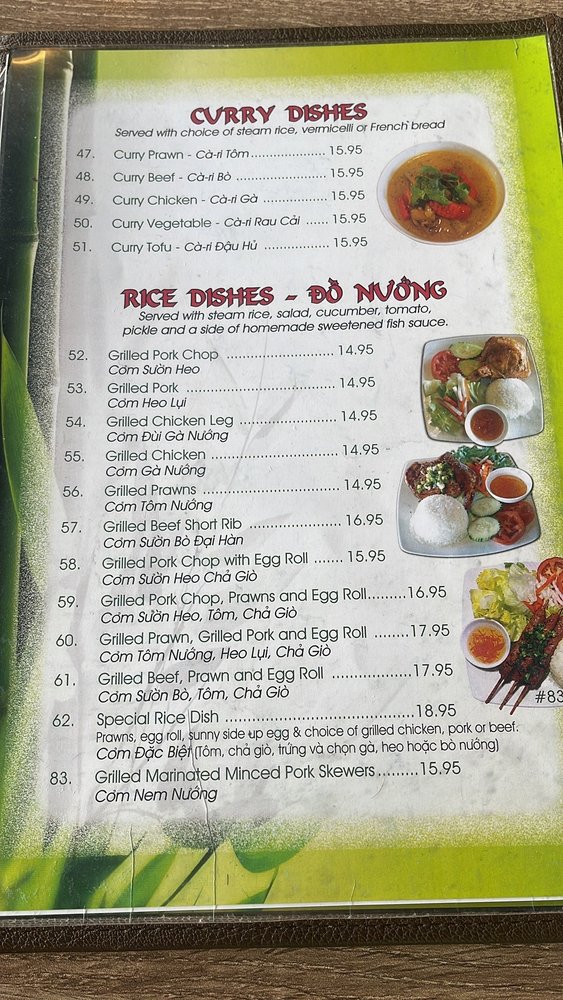 CURRY DISHES
Served with choice of steam rice, vermicelli or French bread
47. Curry Prawn - Cà-ri Tôm.................... 15.95
48. Curry Beef - Cà-ri Bò ........................ 15.95
49. Curry Chicken - Cà-ri Gà ................. 15.95
50. Curry Vegetable - Cà-ri Rau Cải ...... 15.95
51. Curry Tofu - Cà-ri Đậu Hủ ................. 15.95
RICE DISHES - ĐỒ NƯỚNG
Served with steam rice, salad, cucumber, tomato,
pickle and a side of homemade sweetened fish sauce.
52. Grilled Pork Chop ........................... 14.95
Cơm Sườn Heo
53. Grilled Pork ..................................... 14.95
Cơm Heo Lụi
54. Grilled Chicken Leg ........................ 14.95
Cơm Đùi Gà Nướng
55. Grilled Chicken ............................... 14.95
Cơm Gà Nướng
56. Grilled Prawns ................................. 14.95
Cơm Tôm Nướng
57. Grilled Beef Short Rib ...................... 16.95
Cơm Sườn Bò Đại Hàn
58. Grilled Pork Chop with Egg Roll ....... 15.95
Cơm Sườn Heo Chả Giò
59. Grilled Pork Chop, Prawns and Egg Roll.........16.95
Cơm Sườn Heo, Tôm, Chả Giò
60. Grilled Prawn, Grilled Pork and Egg Roll ........17.95
Cơm Tôm Nướng, Heo Lụi, Chả Giò
61. Grilled Beef, Prawn and Egg Roll ..................17.95
Cơm Sườn Bò, Tôm, Chả Giò
62. Special Rice Dish ..........................................18.95
Prawns, egg roll, sunny side up egg & choice of grilled chicken, pork or beef.
Cơm Đặc Biệt (Tôm, chả giò, trứng và chọn gà, heo hoặc bò nướng)
#83
83. Grilled Marinated Minced Pork Skewers.........15.95
Cơm Nem Nướng